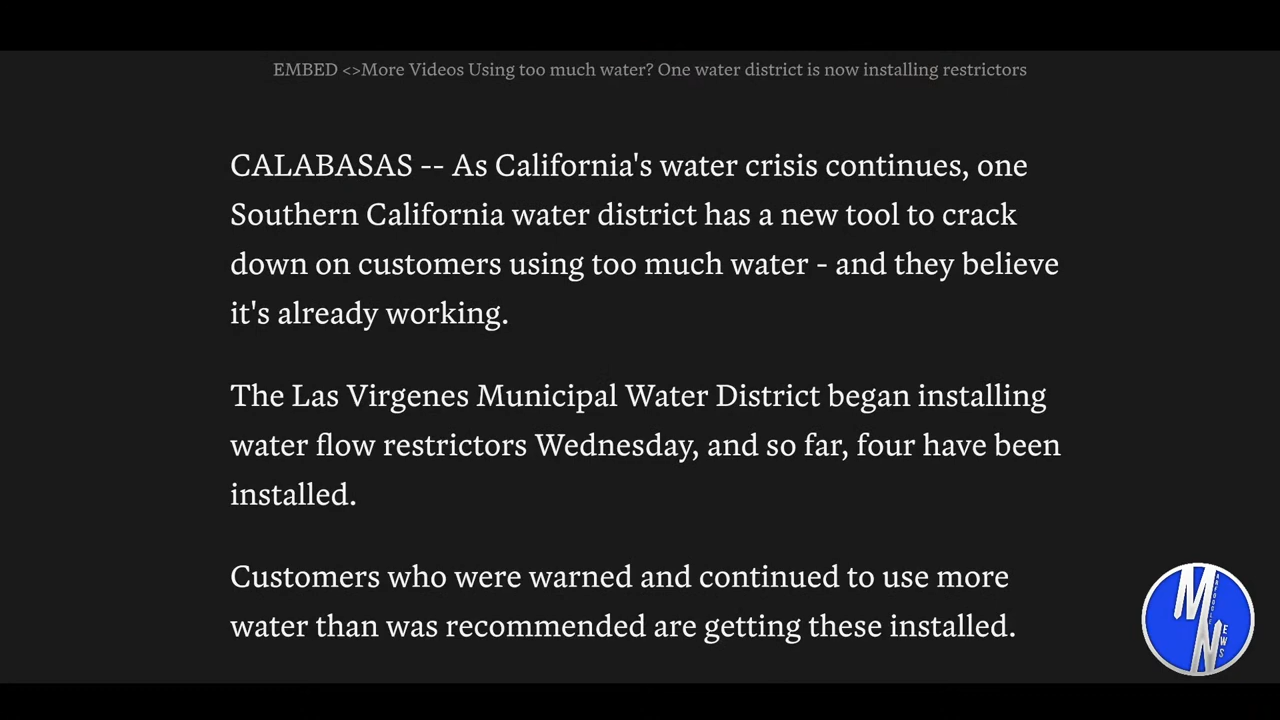 EMBED <>More Videos Using too much water? One water district is now installing restrictors
CALABASAS -- As California's water crisis continues, one
Southern California water district has a new tool to crack
down on customers using too much water - and they believe
it's already working.
The Las Virgenes Municipal Water District began installing
water flow restrictors Wednesday, and so far, four have been
installed.
Customers who were warned and continued to use more
water than was recommended are getting these installed.
M
N
EWS